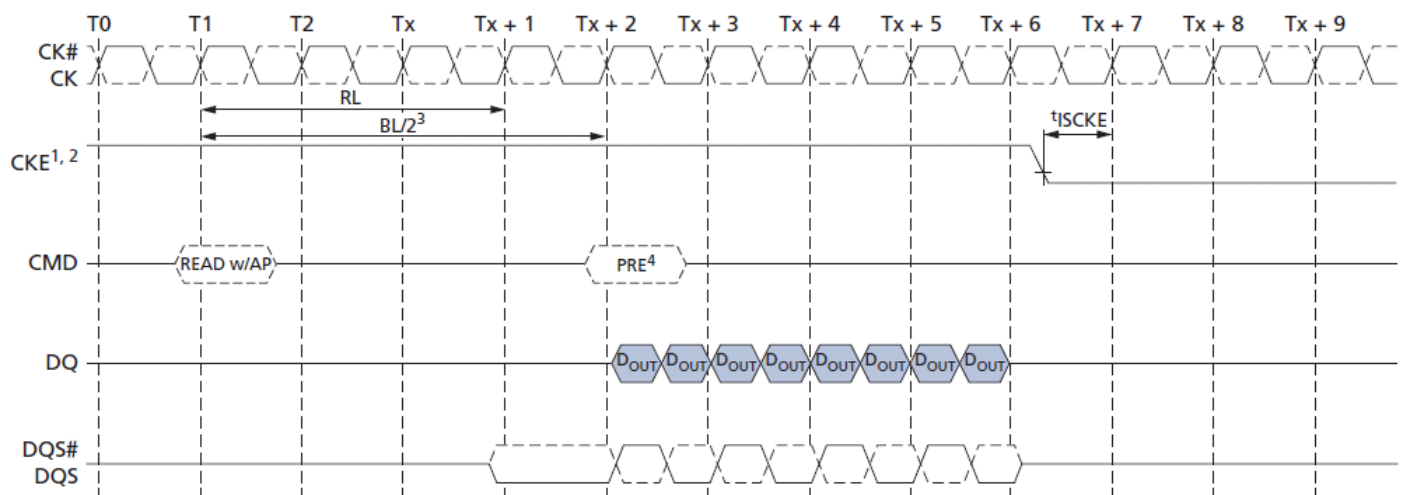 T0 T1 T2 Tx Tx + 1 Tx + 2 Tx + 3 Tx + 4 Tx + 5 Tx + 6 Tx + 7 Tx + 8 Tx + 9
CK#
CK
RL
BL/2³
tISCKE
CKE1, 2
CMD READ w/AP PRE⁴
DQ DOUT DOUT DOUT DOUT DOUT DOUT DOUT DOUT
DQS#
DQS